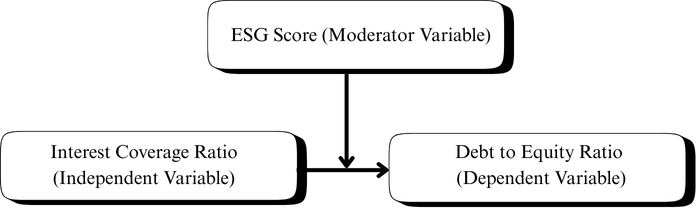 ESG Score (Moderator Variable)
Interest Coverage Ratio
(Independent Variable)
Debt to Equity Ratio
(Dependent Variable)